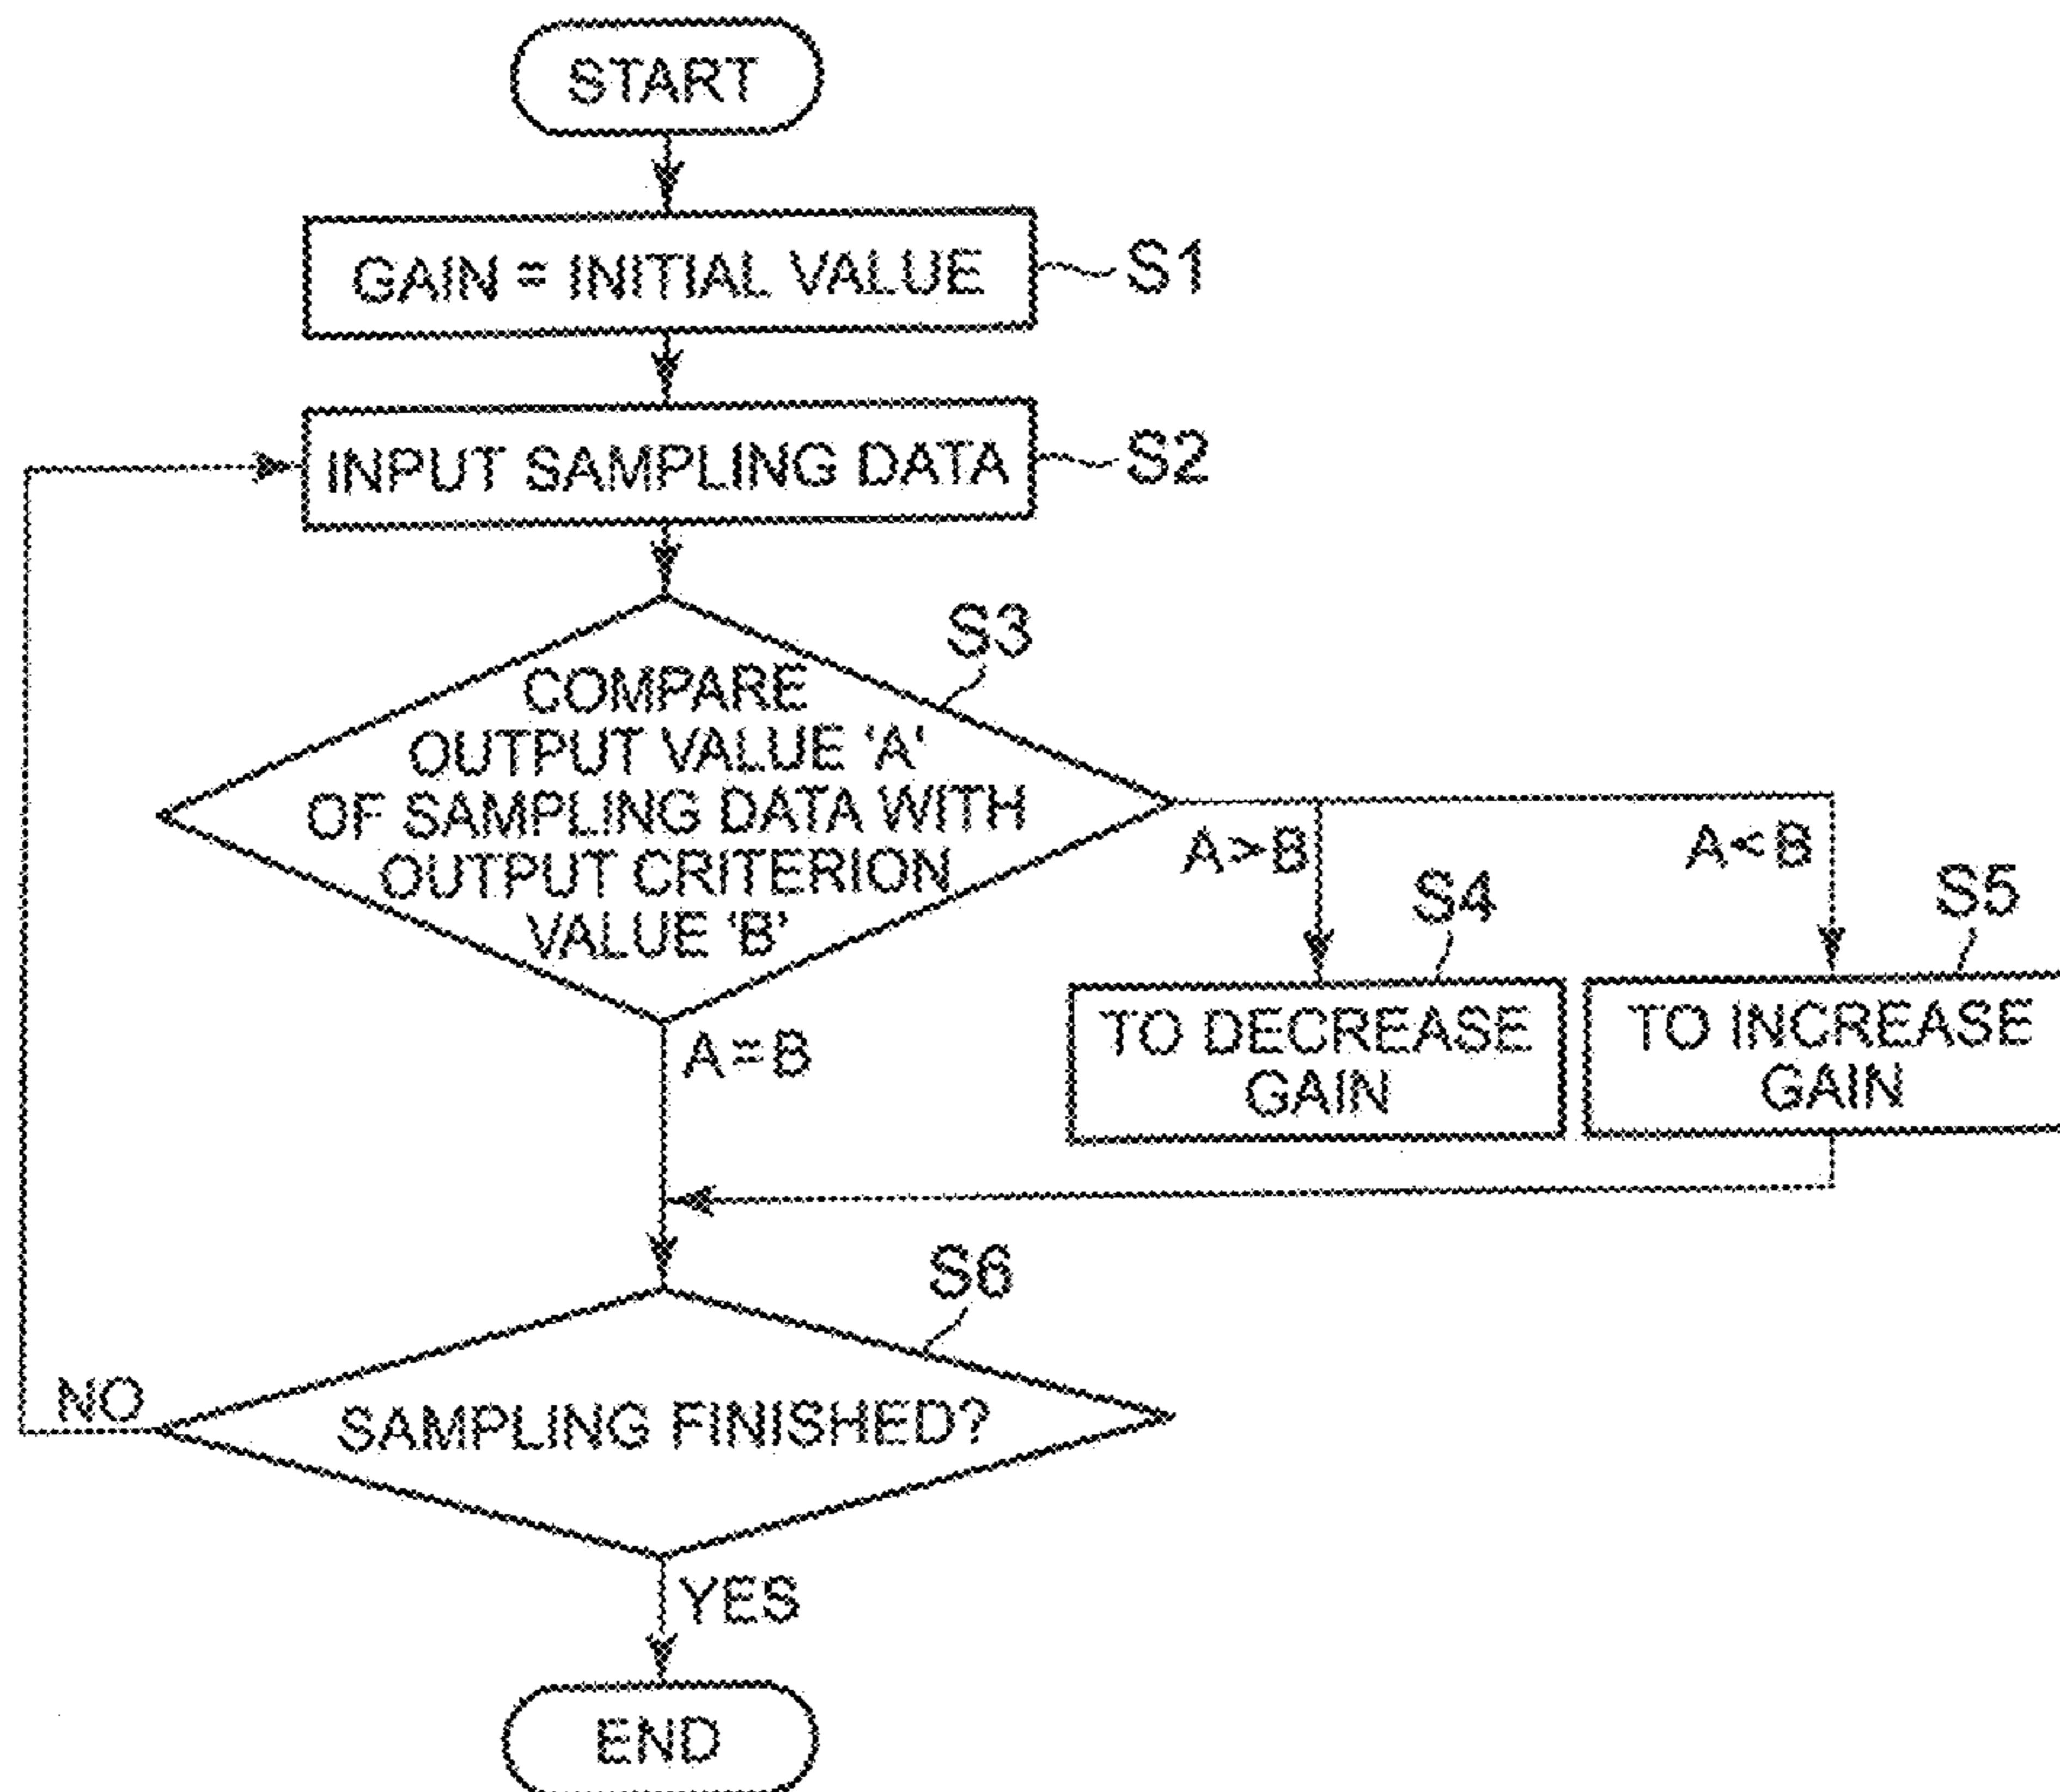 START
GAIN = INITIAL VALUE
S1
INPUT SAMPLING DATA
S2
S3
COMPARE
OUTPUT VALUE 'A'
OF SAMPLING DATA WITH
OUTPUT CRITERION
VALUE 'B'
A>B
A<B
S4
S5
TO DECREASE
GAIN
TO INCREASE
GAIN
A=B
S6
NO
SAMPLING FINISHED?
YES
END